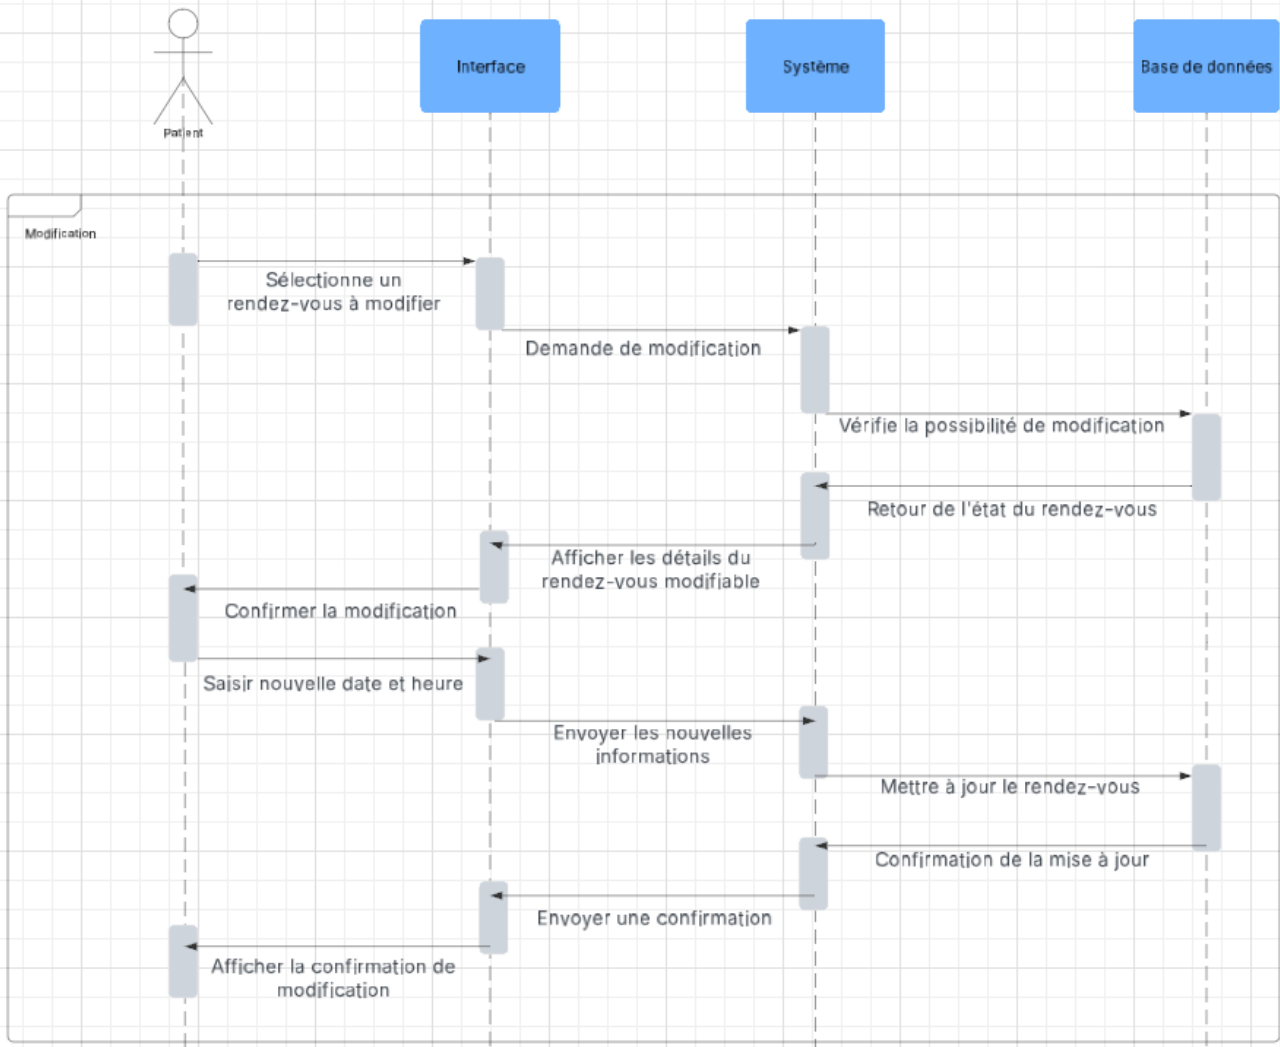 Patient
Interface
Système
Base de données
Modification
Sélectionne un
rendez-vous à modifier
Demande de modification
Vérifie la possibilité de modification
Retour de l'état du rendez-vous
Afficher les détails du
rendez-vous modifiable
Confirmer la modification
Saisir nouvelle date et heure
Envoyer les nouvelles
informations
Mettre à jour le rendez-vous
Confirmation de la mise à jour
Envoyer une confirmation
Afficher la confirmation de
modification